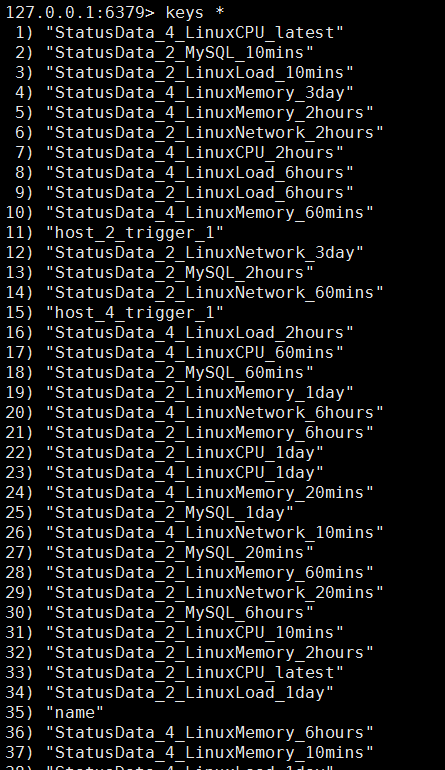 127.0.0.1:6379> keys *
1) "StatusData_4_LinuxCPU_latest"
2) "StatusData_2_MySQL_10mins"
3) "StatusData_2_LinuxLoad_10mins"
4) "StatusData_4_LinuxMemory_3day"
5) "StatusData_4_LinuxMemory_2hours"
6) "StatusData_2_LinuxNetwork_2hours"
7) "StatusData_4_LinuxCPU_2hours"
8) "StatusData_4_LinuxLoad_6hours"
9) "StatusData_2_LinuxLoad_6hours"
10) "StatusData_4_LinuxMemory_60mins"
11) "host_2_trigger_1"
12) "StatusData_2_LinuxNetwork_3day"
13) "StatusData_2_MySQL_2hours"
14) "StatusData_2_LinuxNetwork_60mins"
15) "host_4_trigger_1"
16) "StatusData_4_LinuxLoad_2hours"
17) "StatusData_4_LinuxCPU_60mins"
18) "StatusData_2_MySQL_60mins"
19) "StatusData_2_LinuxMemory_1day"
20) "StatusData_4_LinuxNetwork_6hours"
21) "StatusData_2_LinuxMemory_6hours"
22) "StatusData_2_LinuxCPU_1day"
23) "StatusData_4_LinuxCPU_1day"
24) "StatusData_4_LinuxMemory_20mins"
25) "StatusData_2_MySQL_1day"
26) "StatusData_4_LinuxNetwork_10mins"
27) "StatusData_2_MySQL_20mins"
28) "StatusData_2_LinuxMemory_60mins"
29) "StatusData_2_LinuxNetwork_20mins"
30) "StatusData_2_MySQL_6hours"
31) "StatusData_2_LinuxCPU_10mins"
32) "StatusData_2_LinuxMemory_2hours"
33) "StatusData_2_LinuxCPU_latest"
34) "StatusData_2_LinuxLoad_1day"
35) "name"
36) "StatusData_4_LinuxMemory_6hours"
37) "StatusData_4_LinuxMemory_10mins"